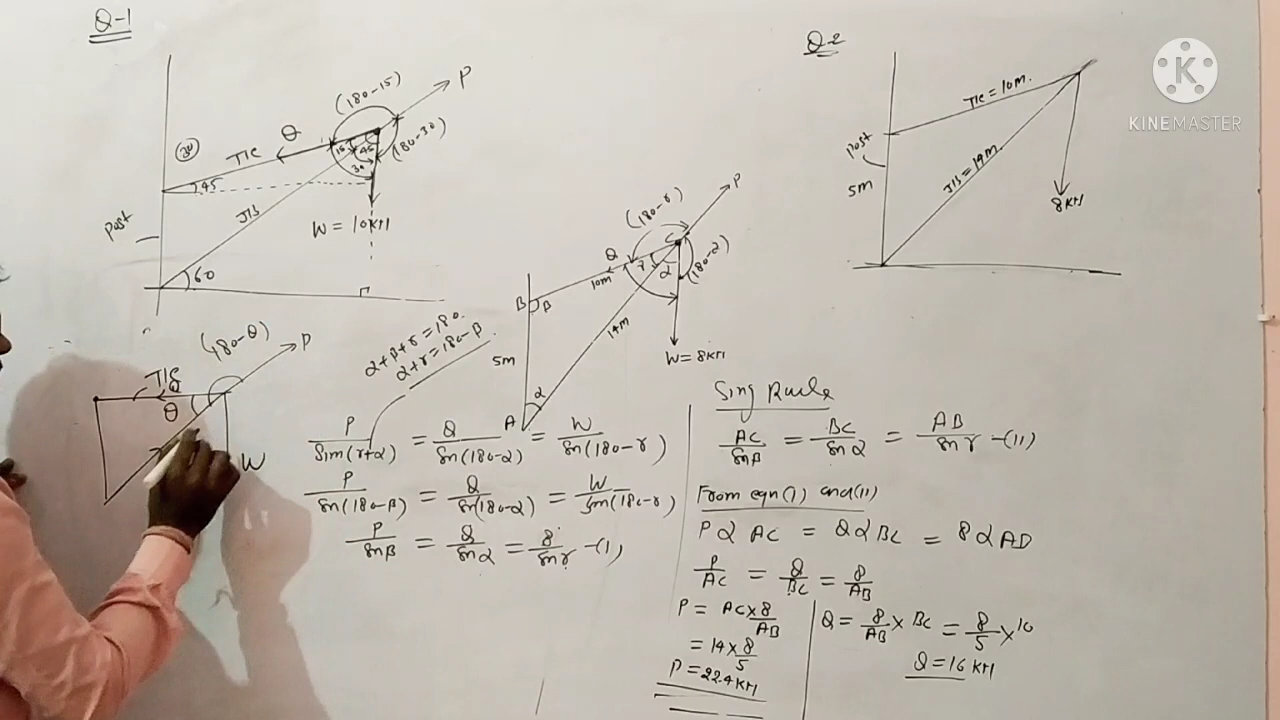 Q-1
(180-15)
P
Q
TIE
15
45
30
(180-30)
45
JIB
W = 10KN
Post
60
Q-2
TIE = 10m.
Post
5m
JIB = 14m
8KN
KINEMASTER
(180-γ)
P
Q
C
10m
γ
α
(180-α)
B
β
14m
5m
W = 8KN
α
A
α+β+γ = 180.
α+γ = 180-β.
(180-θ)
P
TIE
Q
θ
W
P/Sin(γ+α) = Q/Sin(180-α) = W/Sin(180-γ)
P/Sin(180-β) = Q/Sin(180-α) = W/Sin(180-γ)
P/Sinβ = Q/Sinα = 8/Sinγ -(1)
Sing Rule
AC/Sinβ = BC/Sinα = AB/Sinγ -(11)
From eqn(1) and(11)
P α AC = Q α BC = 8 α AB
P/AC = Q/BC = 8/AB
P = AC×8/AB
= 14×8/5
P = 22.4 KN
Q = 8/AB × BC = 8/5 × 10
Q = 16 KN